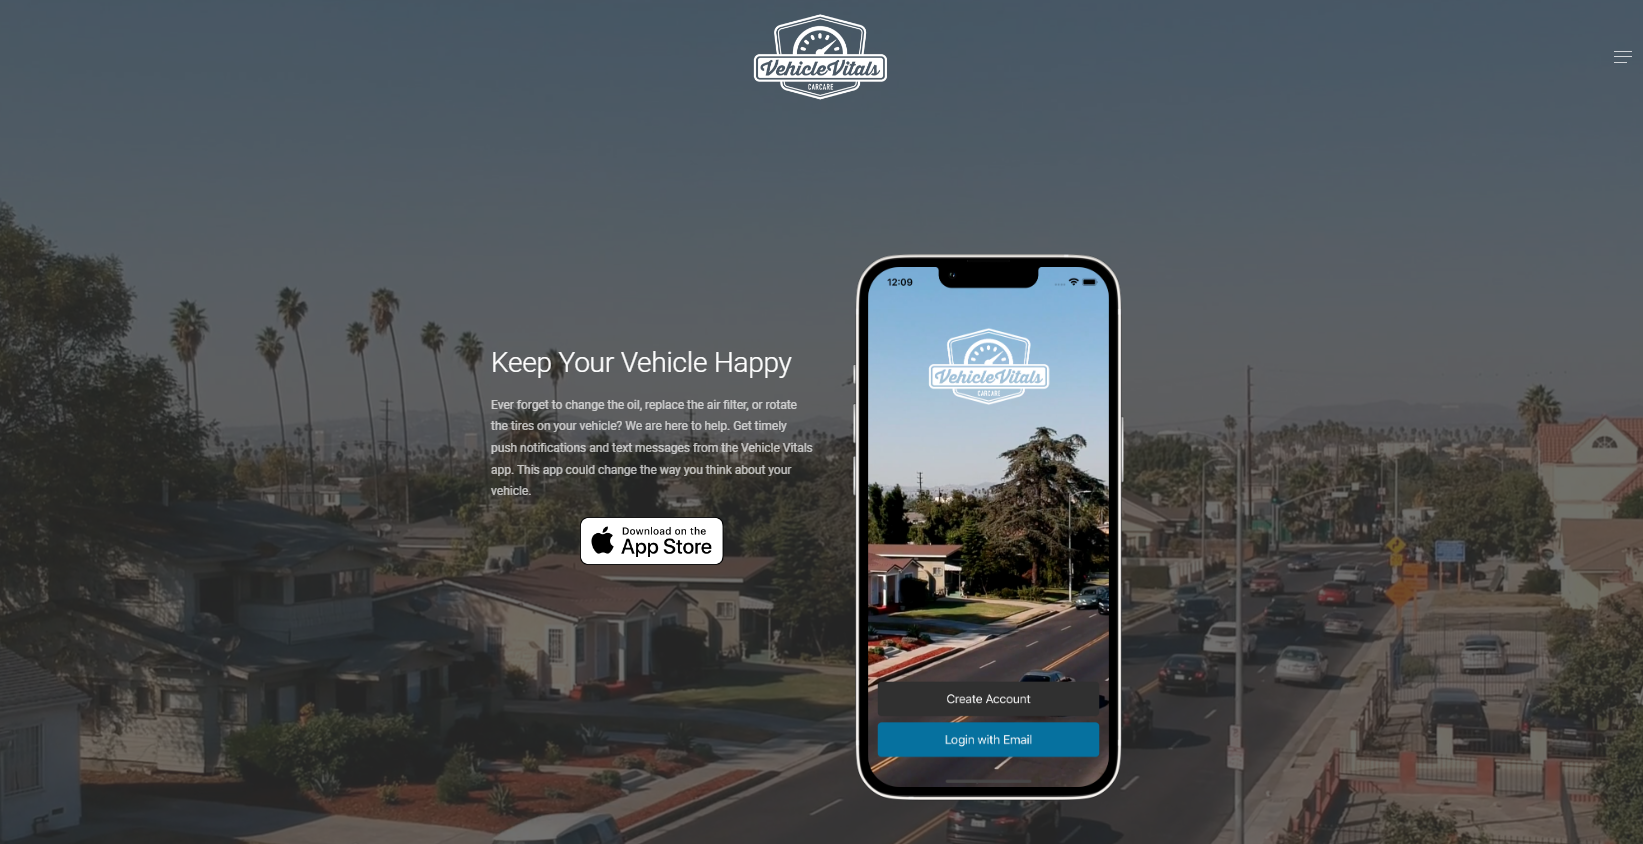 VehicleVitals
CARCARE
Keep Your Vehicle Happy
Ever forget to change the oil, replace the air filter, or rotate
the tires on your vehicle? We are here to help. Get timely
push notifications and text messages from the Vehicle Vitals
app. This app could change the way you think about your
vehicle.
Download on the
App Store
12:09
VehicleVitals
CARCARE
Create Account
Login with Email